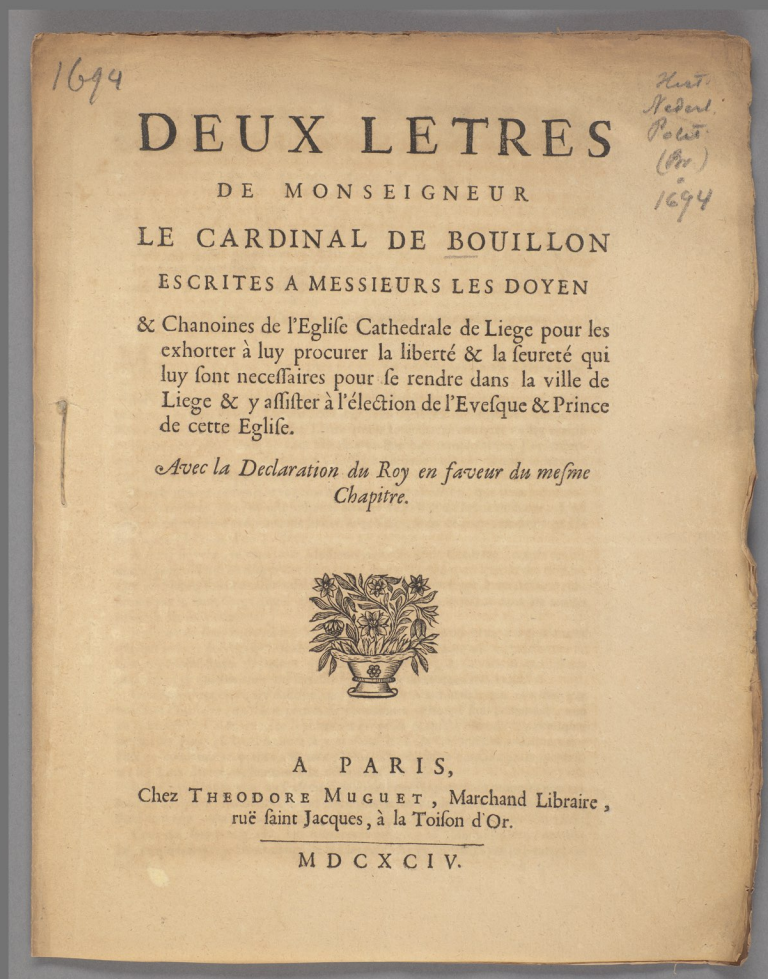 1694
Hist.
Nederl.
Polit.
(Br.)
1694
DEUX LETRES
DE MONSEIGNEUR
LE CARDINAL DE BOUILLON
ESCRITES A MESSIEURS LES DOYEN
& Chanoines de l'Egliſe Cathedrale de Liege pour les
exhorter à luy procurer la liberté & la ſeureté qui
luy ſont neceſſaires pour ſe rendre dans la ville de
Liege & y aſſiſter à l'élection de l'Eveſque & Prince
de cette Egliſe.
Avec la Declaration du Roy en faveur du meſme
Chapitre.
A PARIS,
Chez THEODORE MUGUET, Marchand Libraire,
ruë ſaint Jacques, à la Toiſon d'Or.
MDCXCIV.